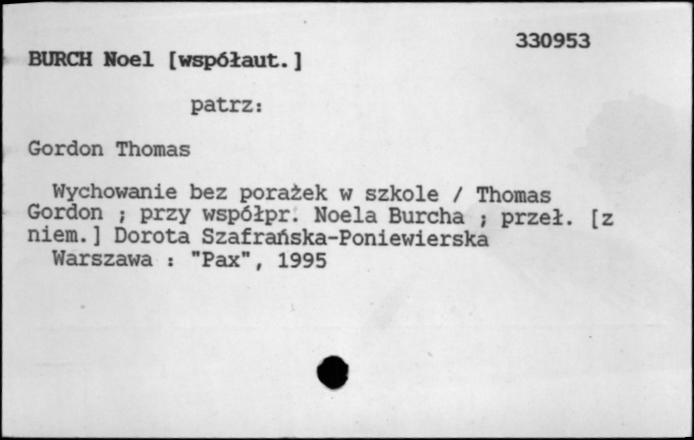 330953
BURCH Noel [współaut.]
patrz:
Gordon Thomas
Wychowanie bez porażek w szkole / Thomas
Gordon ; przy współpr. Noela Burcha ; przeł. [z
niem.] Dorota Szafrańska-Poniewierska
Warszawa : "Pax", 1995